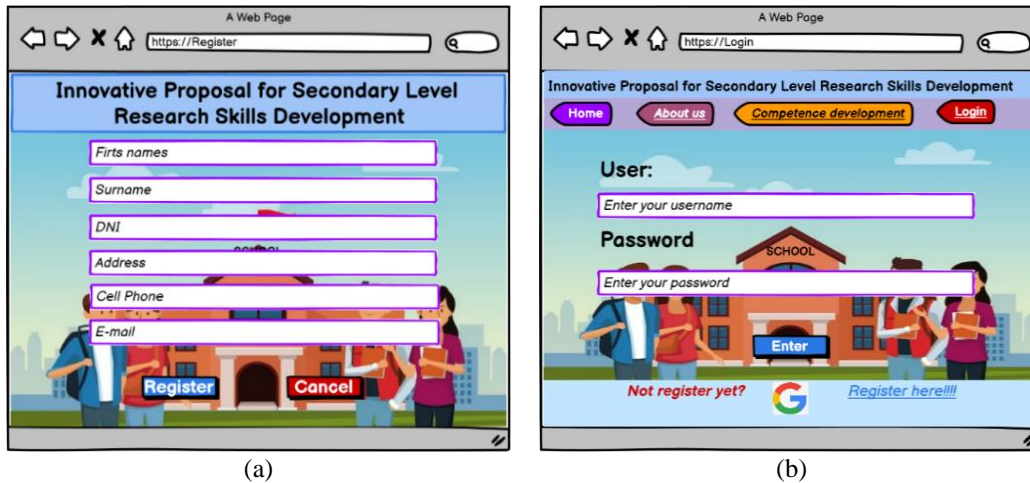 A Web Page
https://Register
Innovative Proposal for Secondary Level
Research Skills Development
Firts names
Surname
DNI
SCHOOL
Address
Cell Phone
E-mail
Register
Cancel
(a)
A Web Page
https://Login
Innovative Proposal for Secondary Level Research Skills Development
Home
About us
Competence development
Login
User:
Enter your username
Password
SCHOOL
Enter your password
Enter
Not register yet?
G
Register here!!!!
(b)